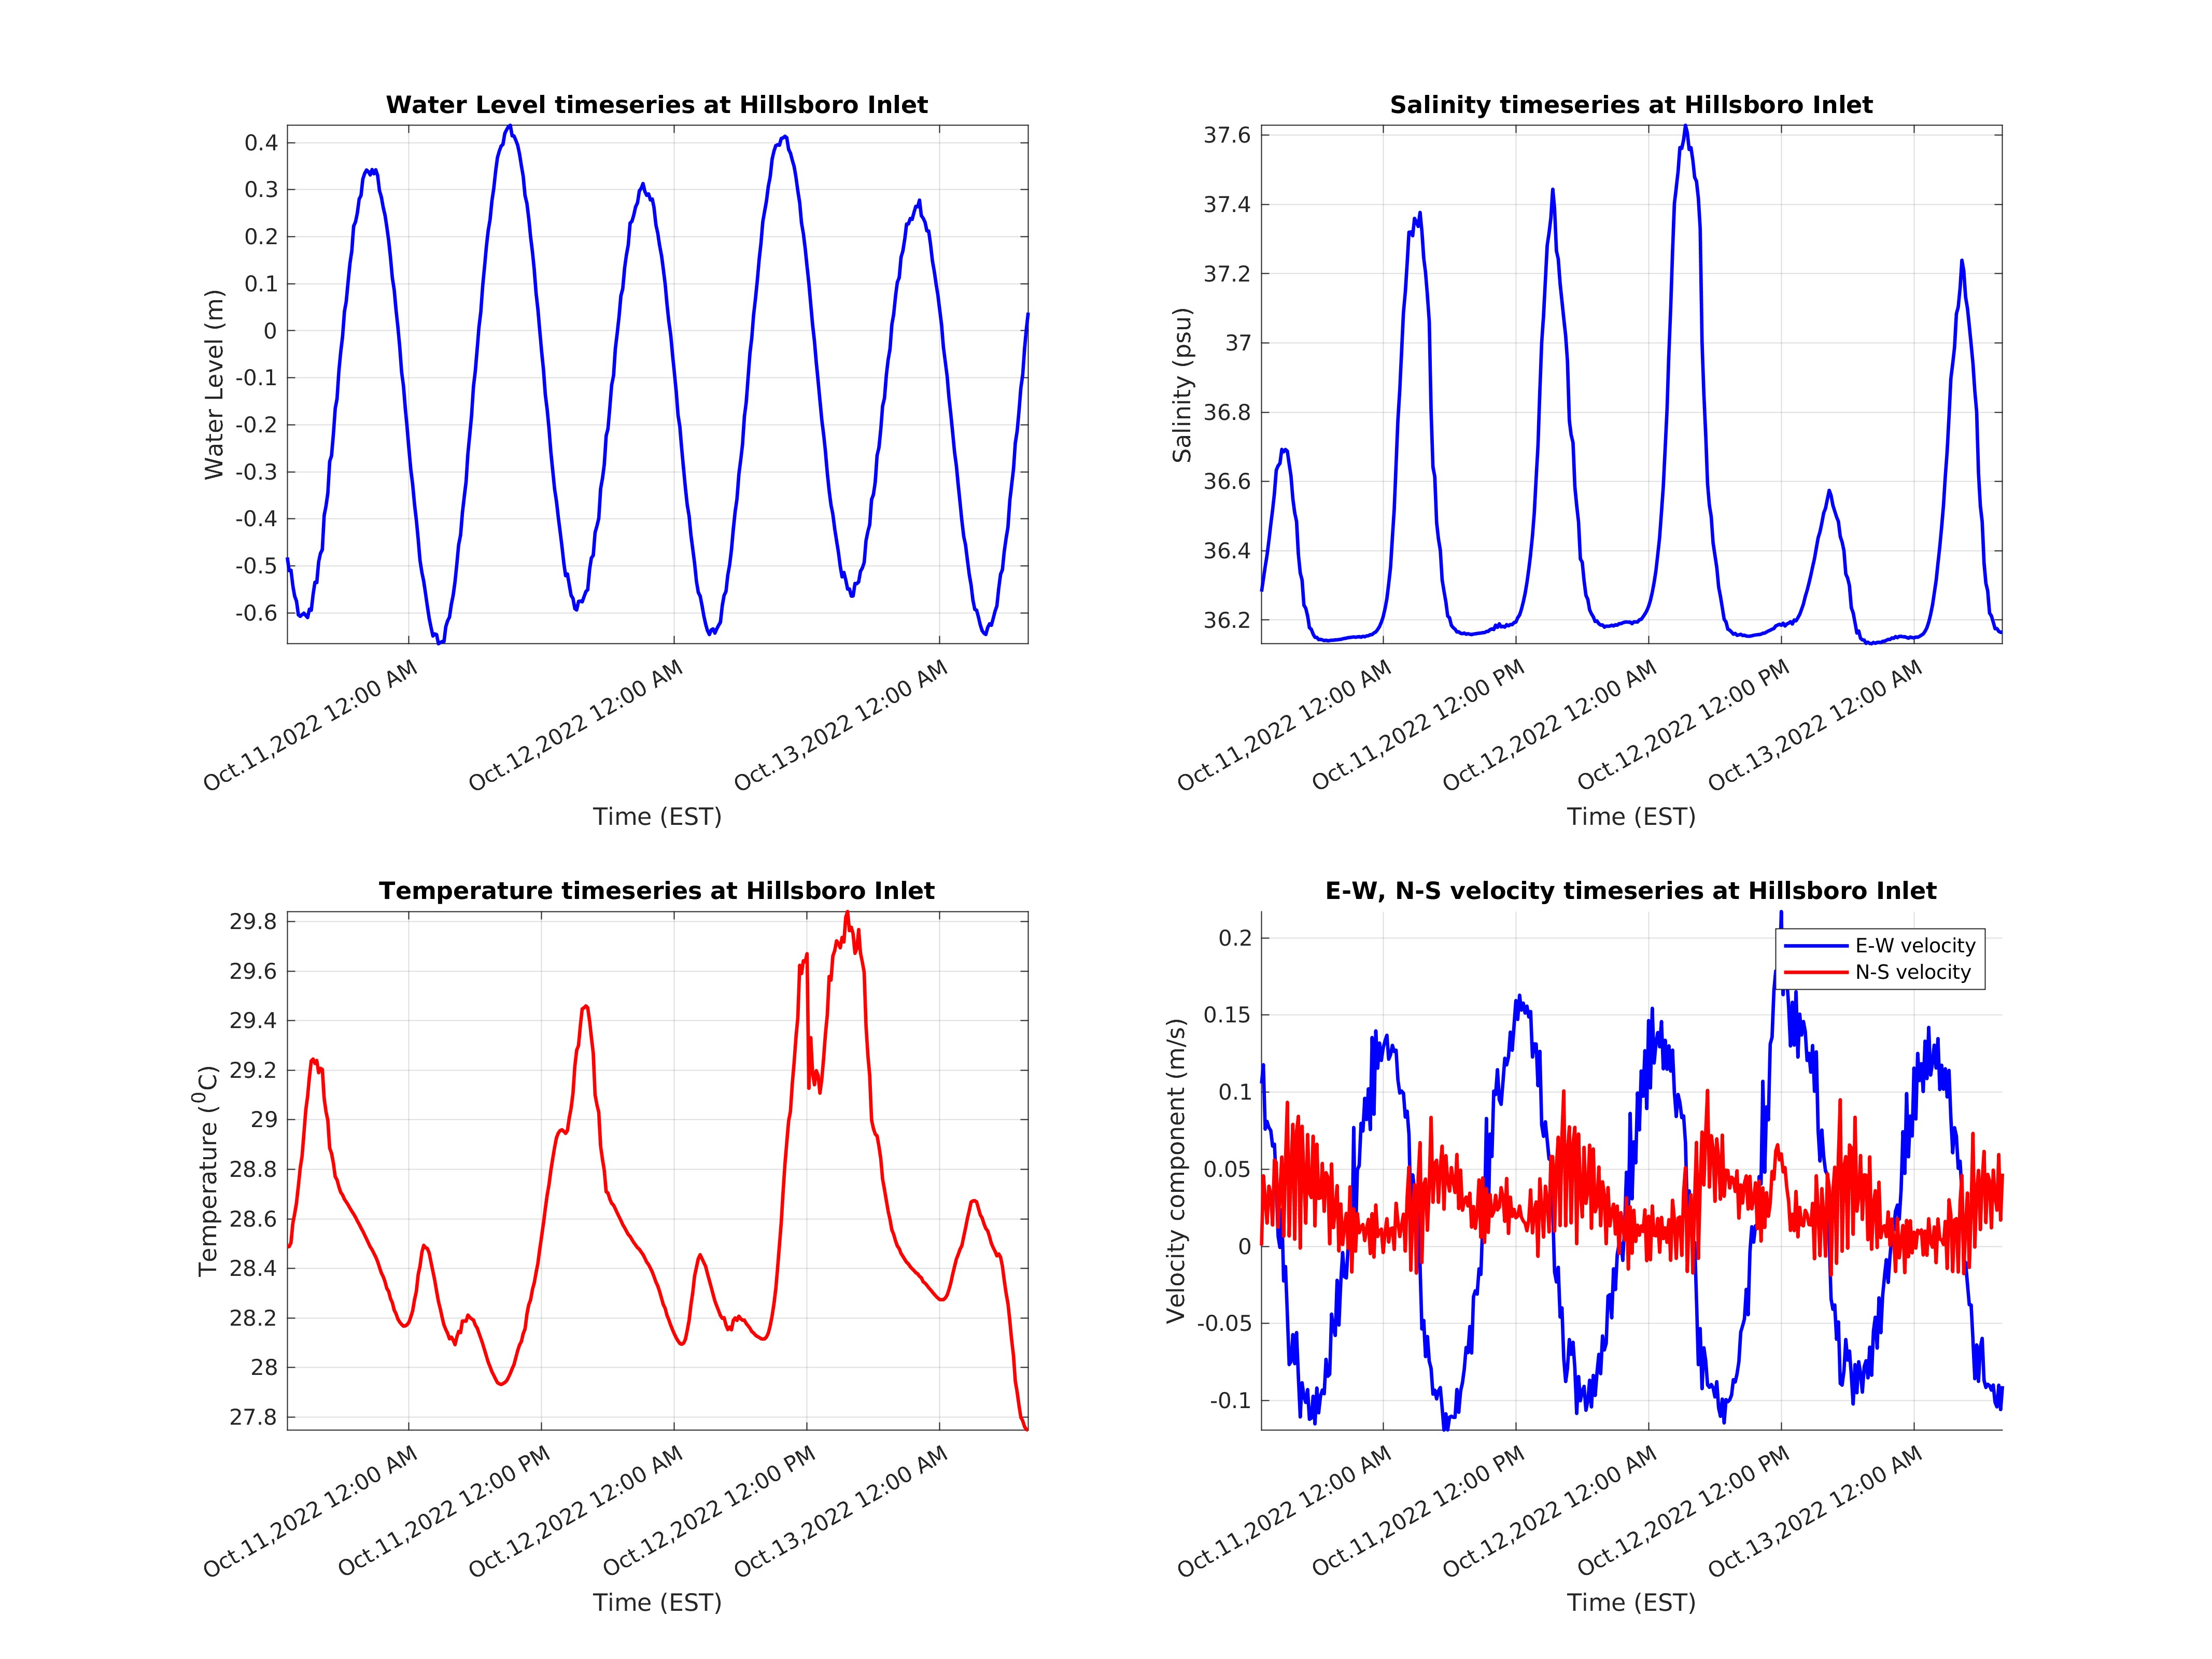 Water Level timeseries at Hillsboro Inlet
0.4
0.3
0.2
0.1
0
-0.1
-0.2
-0.3
-0.4
-0.5
-0.6
Water Level (m)
Oct.11,2022 12:00 AM
Oct.12,2022 12:00 AM
Oct.13,2022 12:00 AM
Time (EST)
Salinity timeseries at Hillsboro Inlet
37.6
37.4
37.2
37
36.8
36.6
36.4
36.2
Salinity (psu)
Oct.11,2022 12:00 AM
Oct.11,2022 12:00 PM
Oct.12,2022 12:00 AM
Oct.12,2022 12:00 PM
Oct.13,2022 12:00 AM
Time (EST)
Temperature timeseries at Hillsboro Inlet
29.8
29.6
29.4
29.2
29
28.8
28.6
28.4
28.2
28
27.8
Temperature (⁰C)
Oct.11,2022 12:00 AM
Oct.11,2022 12:00 PM
Oct.12,2022 12:00 AM
Oct.12,2022 12:00 PM
Oct.13,2022 12:00 AM
Time (EST)
E-W, N-S velocity timeseries at Hillsboro Inlet
0.2
0.15
0.1
0.05
0
-0.05
-0.1
Velocity component (m/s)
E-W velocity
N-S velocity
Oct.11,2022 12:00 AM
Oct.11,2022 12:00 PM
Oct.12,2022 12:00 AM
Oct.12,2022 12:00 PM
Oct.13,2022 12:00 AM
Time (EST)